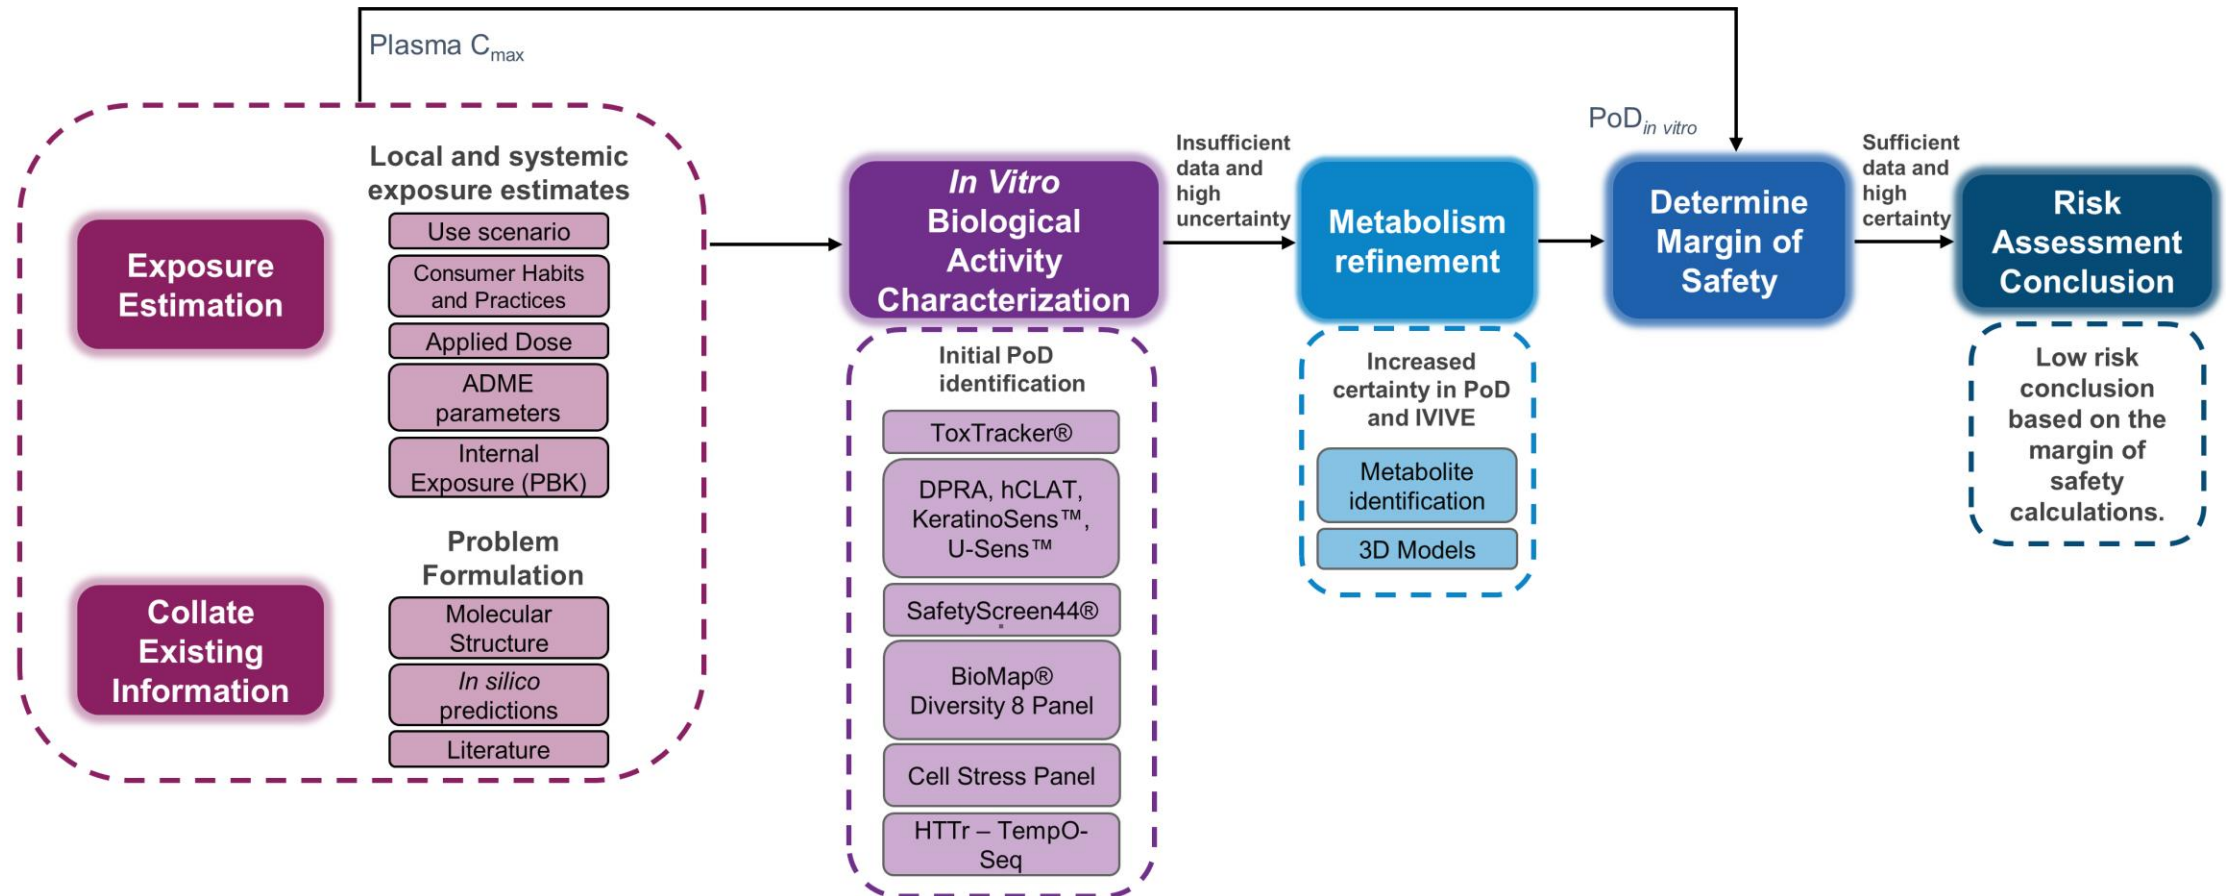 Plasma Cmax
Local and systemic
exposure estimates
Exposure
Estimation
Use scenario
Consumer Habits
and Practices
Applied Dose
ADME
parameters
Internal
Exposure (PBK)
Problem
Formulation
Collate
Existing
Information
Molecular
Structure
In silico
predictions
Literature
In Vitro
Biological
Activity
Characterization
Initial PoD
identification
ToxTracker®
DPRA, hCLAT,
KeratinoSens™,
U-Sens™
SafetyScreen44®
BioMap®
Diversity 8 Panel
Cell Stress Panel
HTTr – TempO-
Seq
Insufficient
data and
high
uncertainty
Metabolism
refinement
Increased
certainty in PoD
and IVIVE
Metabolite
identification
3D Models
PoDin vitro
Determine
Margin of
Safety
Sufficient
data and
high
certainty
Risk
Assessment
Conclusion
Low risk
conclusion
based on the
margin of
safety
calculations.